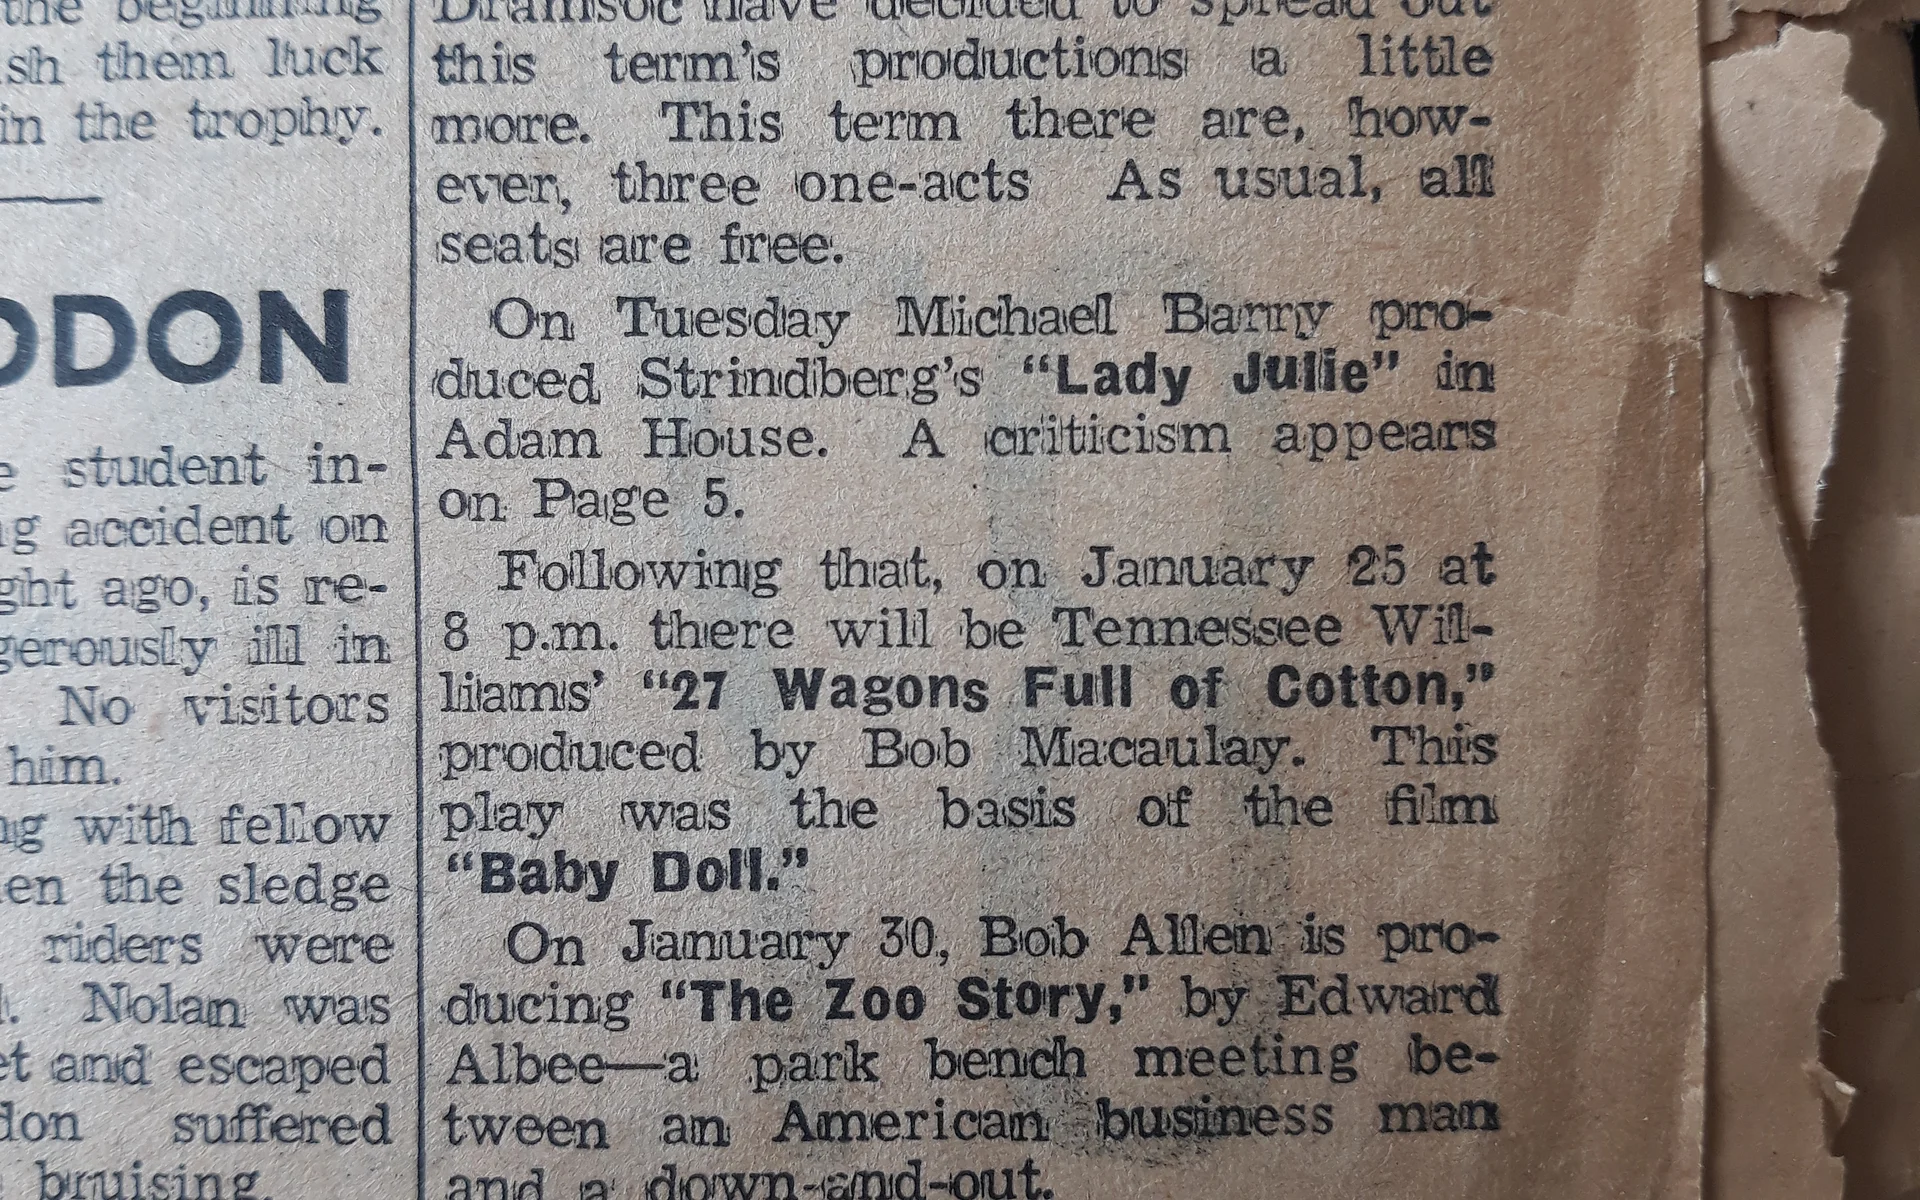 the beginning
sh them luck
in the trophy.
DON
student in-
accident on
ago, is re-
ill in
No visitors
him.
with fellow
the sledge
riders were
Nolan was
and escaped
suffered
bruising.
Dramsoc have decided to spread out
this term's productions a little
more. This term there are, how-
ever, three one-acts As usual, all
seats are free.
On Tuesday Michael Barry pro-
duced Strindberg's "Lady Julie" in
Adam House. A criticism appears
on Page 5.
Following that, on January 25 at
8 p.m. there will be Tennessee Wil-
liams' "27 Wagons Full of Cotton,"
produced by Bob Macaulay. This
play was the basis of the film
"Baby Doll."
On January 30, Bob Allen is pro-
ducing "The Zoo Story," by Edward
Albee—a park bench meeting be-
tween an American business man
and a down-and-out.